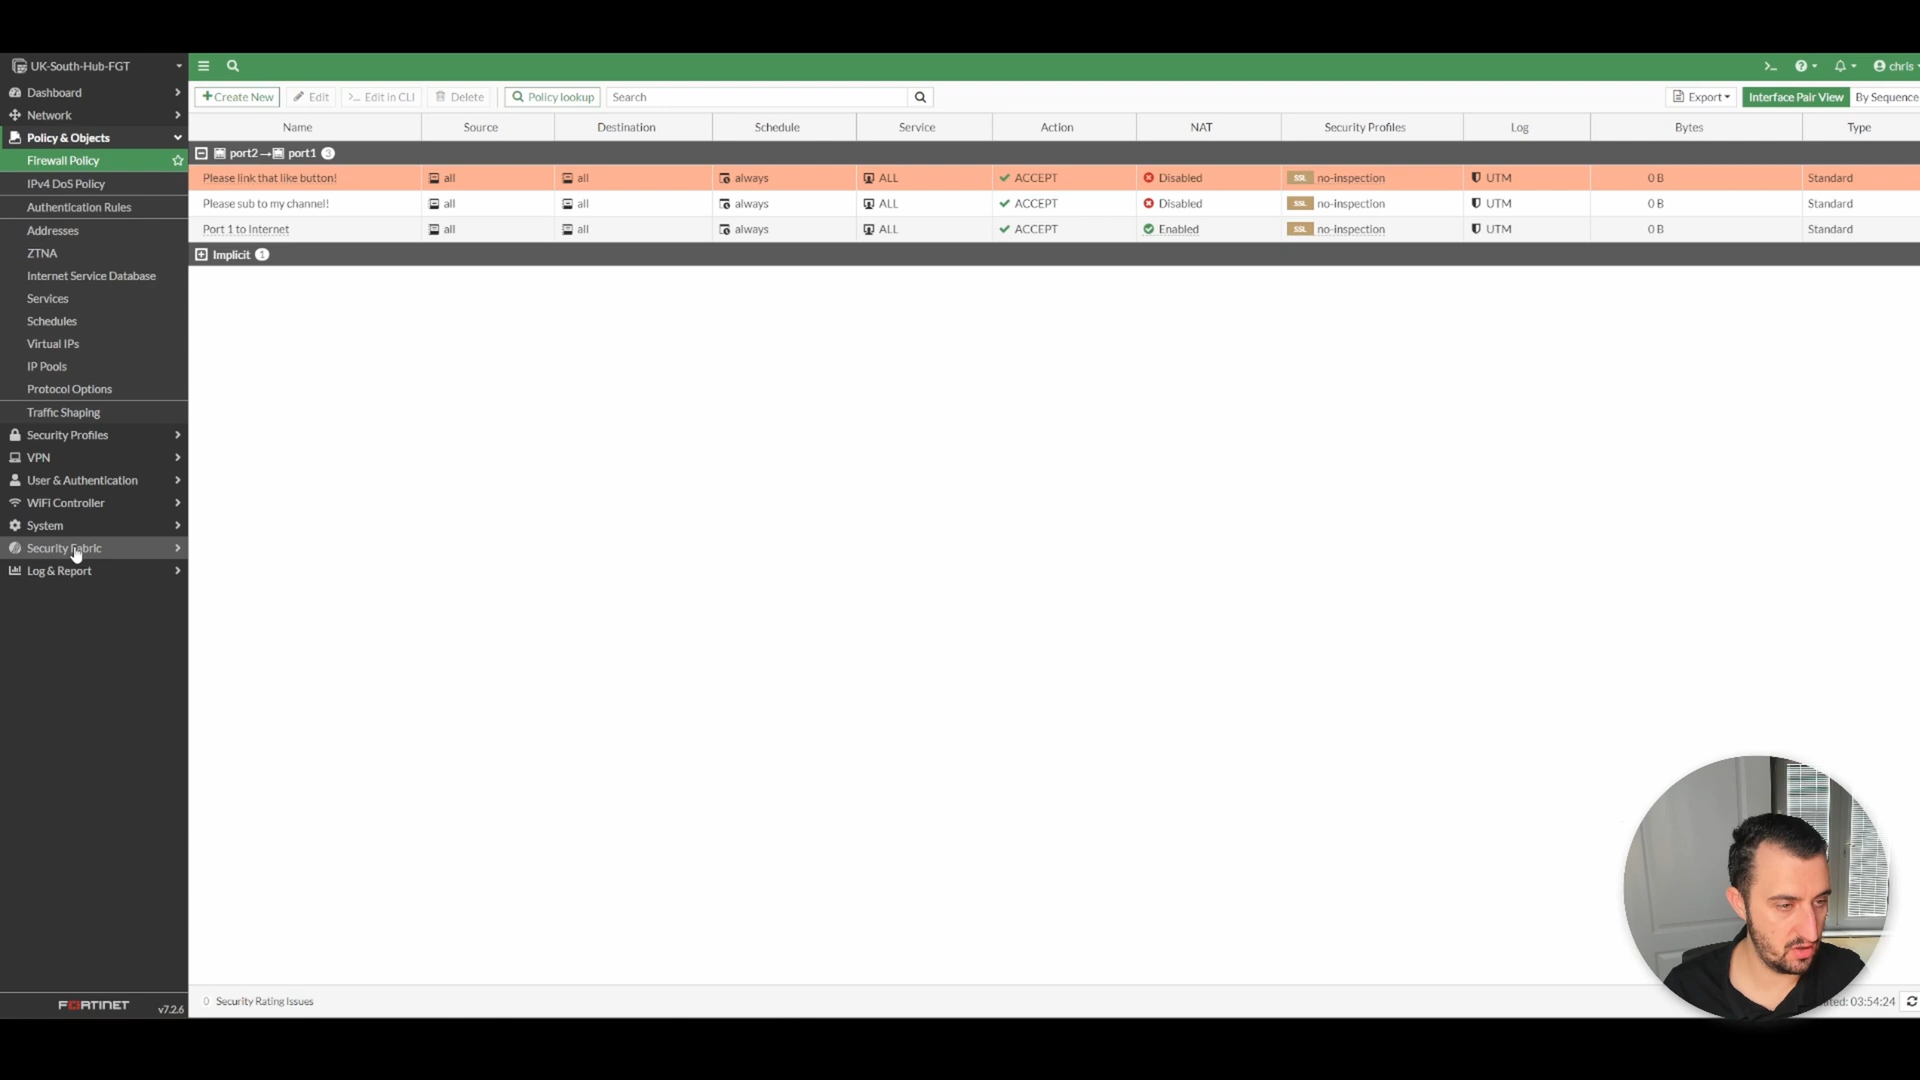 UK-South-Hub-FGT
chris
Dashboard
Network
Policy & Objects
Firewall Policy
IPv4 DoS Policy
Authentication Rules
Addresses
ZTNA
Internet Service Database
Services
Schedules
Virtual IPs
IP Pools
Protocol Options
Traffic Shaping
Security Profiles
VPN
User & Authentication
WiFi Controller
System
Security Fabric
Log & Report
FORTINET v7.2.6
+ Create New Edit >_ Edit in CLI Delete Policy lookup Search Export Interface Pair View By Sequence
Name Source Destination Schedule Service Action NAT Security Profiles Log Bytes Type
port2 → port1 3
Please link that like button! all all always ALL ACCEPT Disabled SSL no-inspection UTM 0 B Standard
Please sub to my channel! all all always ALL ACCEPT Disabled SSL no-inspection UTM 0 B Standard
Port 1 to Internet all all always ALL ACCEPT Enabled SSL no-inspection UTM 0 B Standard
Implicit 1
0 Security Rating Issues
03:54:24